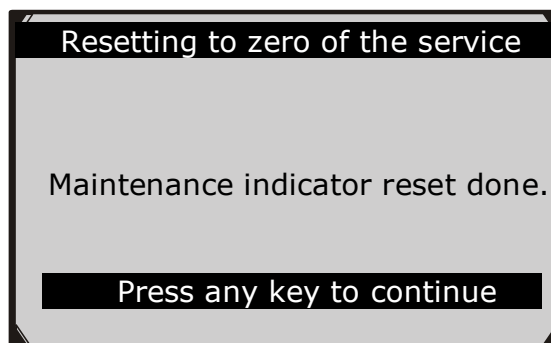 Resetting to zero of the service
Maintenance indicator reset done.
Press any key to continue